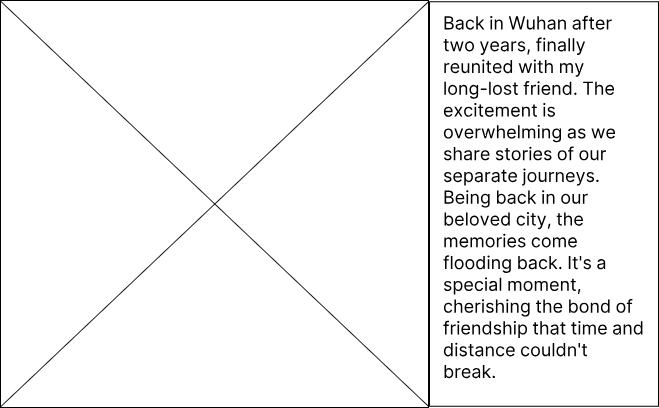 Back in Wuhan after
two years, finally
reunited with my
long-lost friend. The
excitement is
overwhelming as we
share stories of our
separate journeys.
Being back in our
beloved city, the
memories come
flooding back. It's a
special moment,
cherishing the bond of
friendship that time and
distance couldn't
break.